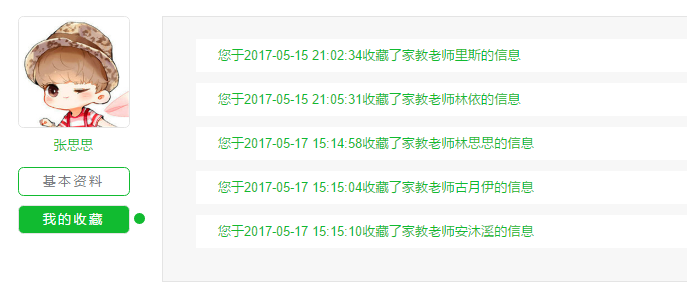 张思思
基本资料
我的收藏
您于2017-05-15 21:02:34收藏了家教老师里斯的信息
您于2017-05-15 21:05:31收藏了家教老师林依的信息
您于2017-05-17 15:14:58收藏了家教老师林思思的信息
您于2017-05-17 15:15:04收藏了家教老师古月伊的信息
您于2017-05-17 15:15:10收藏了家教老师安沐溪的信息